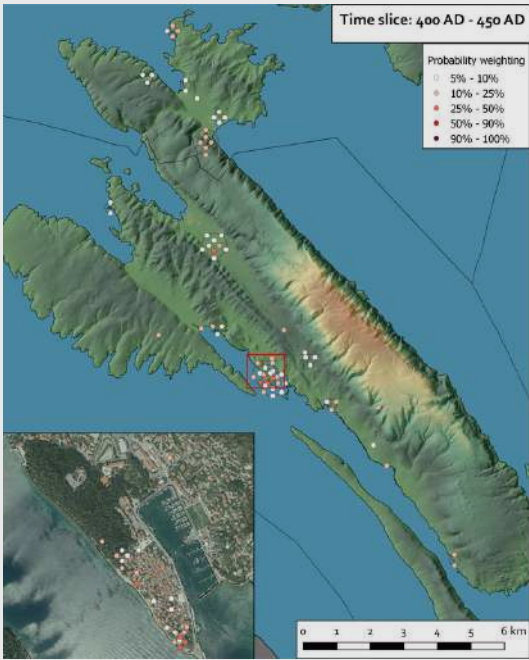 Time slice: 400 AD - 450 AD
Probability weighting
5% - 10%
10% - 25%
25% - 50%
50% - 90%
90% - 100%
0 1 2 3 4 5 6 km